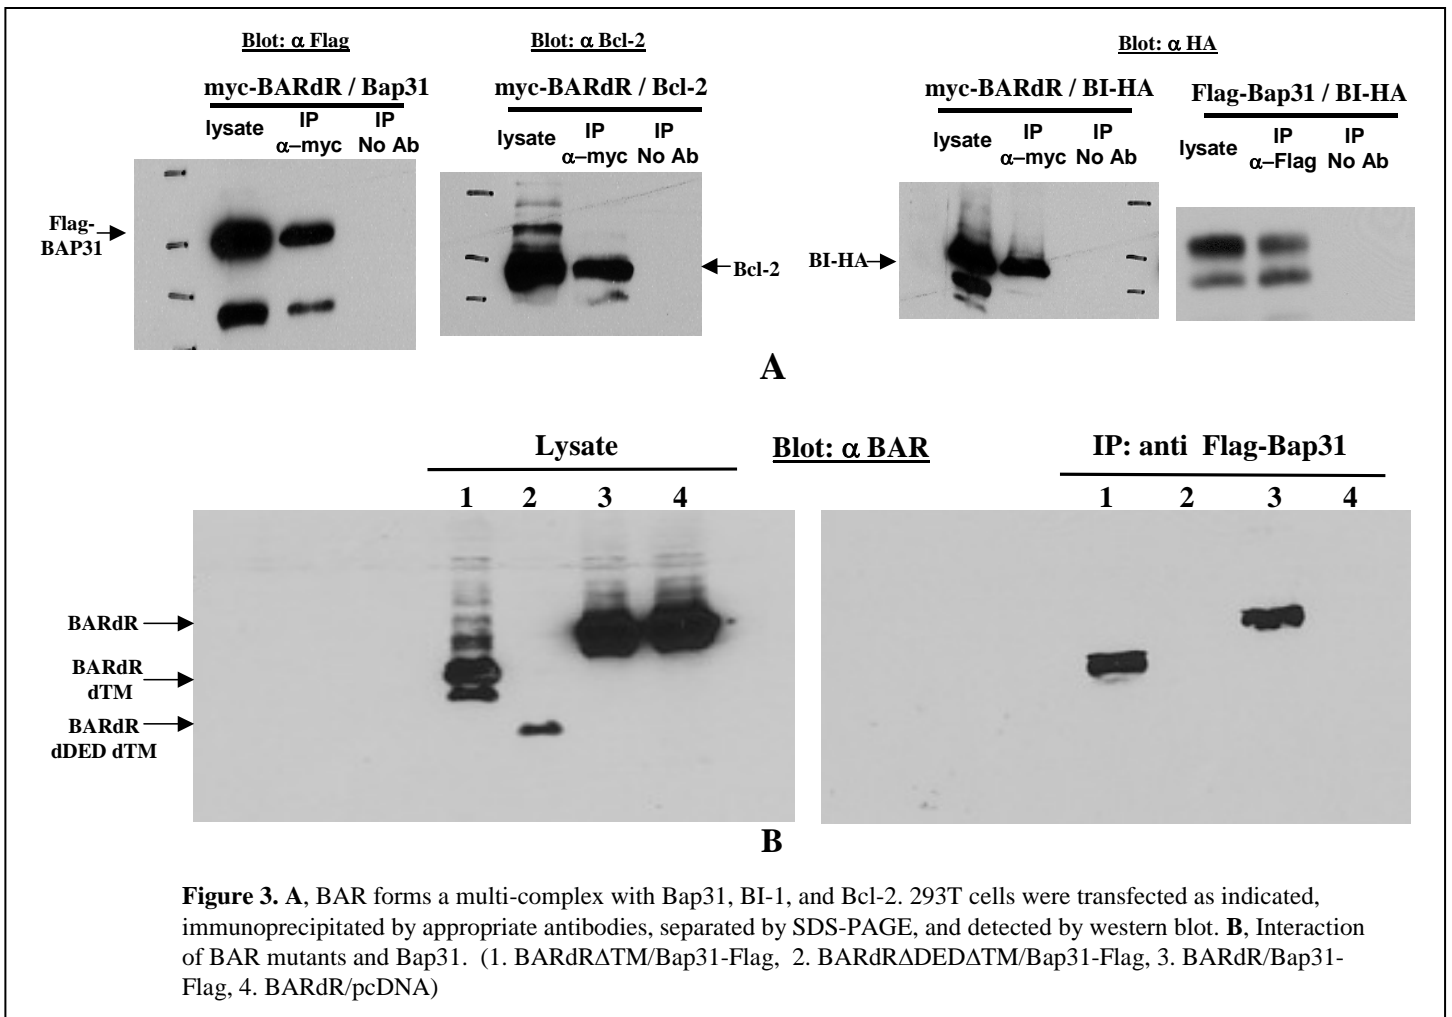 Blot: α Flag
myc-BARdR / Bap31
lysate
IP
α–myc
IP
No Ab
Flag-
BAP31
Blot: α Bcl-2
myc-BARdR / Bcl-2
lysate
IP
α–myc
IP
No Ab
Bcl-2
Blot: α HA
myc-BARdR / BI-HA
lysate
IP
α–myc
IP
No Ab
BI-HA
Flag-Bap31 / BI-HA
lysate
IP
α–Flag
IP
No Ab
A
Lysate
Blot: α BAR
IP: anti Flag-Bap31
1 2 3 4
1 2 3 4
BARdR
BARdR
dTM
BARdR
dDED dTM
B
Figure 3. A, BAR forms a multi-complex with Bap31, BI-1, and Bcl-2. 293T cells were transfected as indicated,
immunoprecipitated by appropriate antibodies, separated by SDS-PAGE, and detected by western blot. B, Interaction
of BAR mutants and Bap31. (1. BARdRΔTM/Bap31-Flag, 2. BARdRΔDEDΔTM/Bap31-Flag, 3. BARdR/Bap31-
Flag, 4. BARdR/pcDNA)